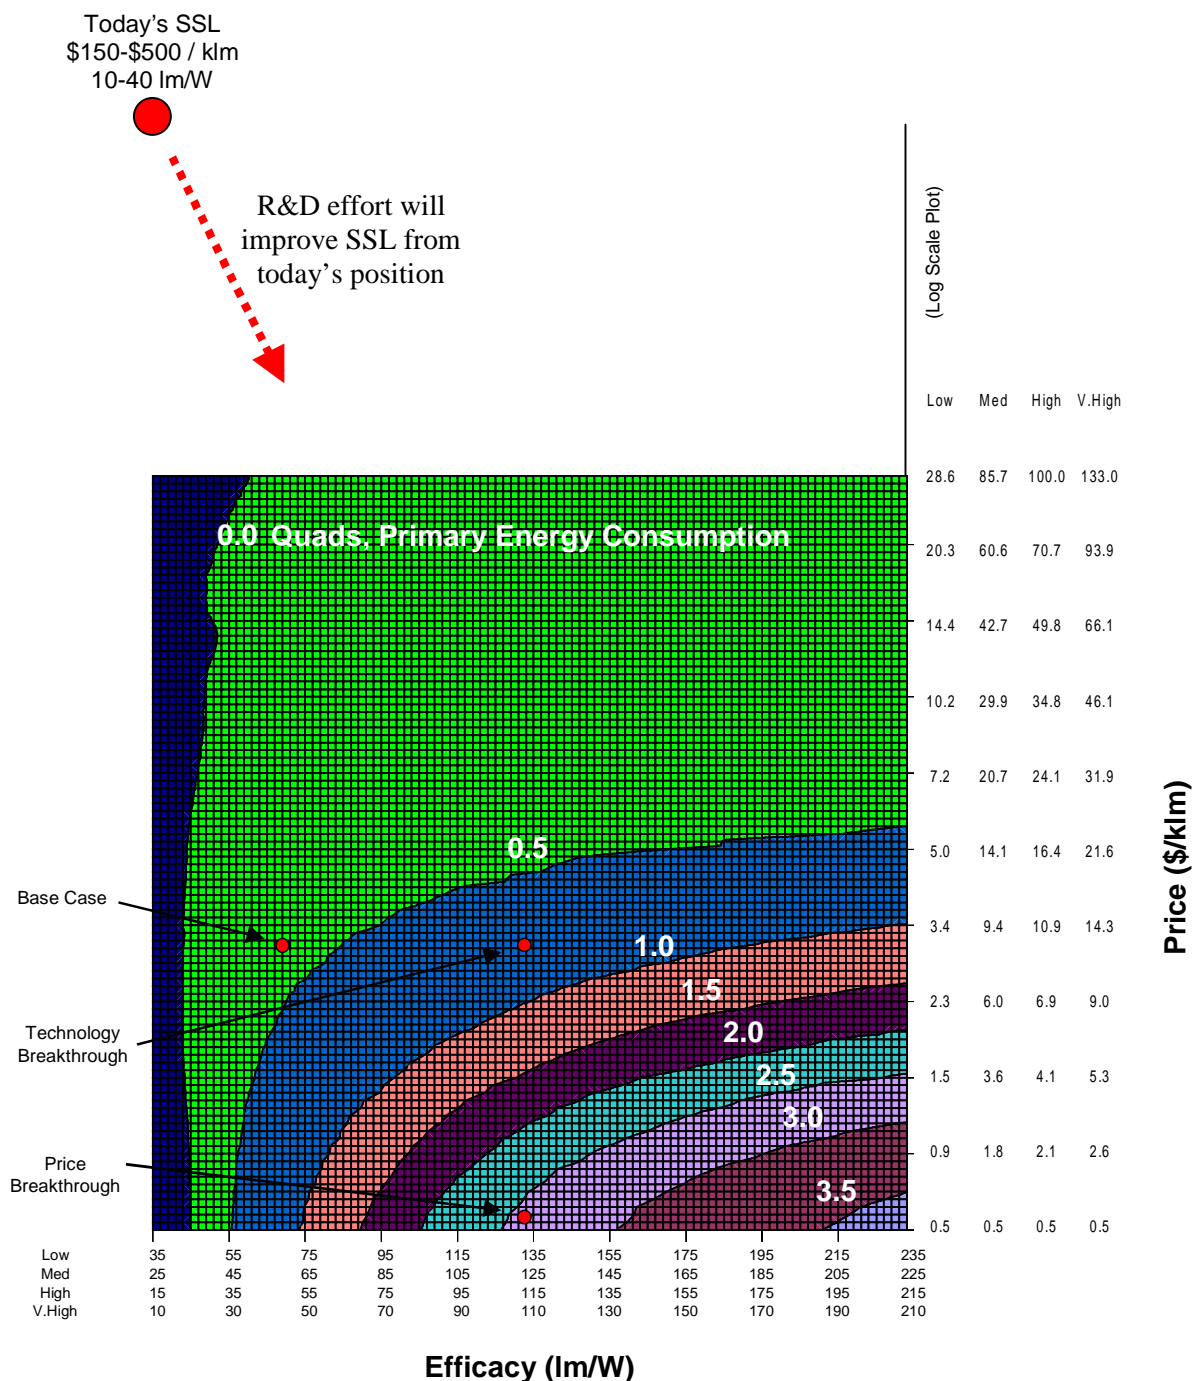 Today's SSL
$150-$500 / klm
10-40 lm/W
R&D effort will
improve SSL from
today's position
(Log Scale Plot)
Low Med High V.High
28.6 85.7 100.0 133.0
0.0 Quads, Primary Energy Consumption
20.3 60.6 70.7 93.9
14.4 42.7 49.8 66.1
10.2 29.9 34.8 46.1
7.2 20.7 24.1 31.9
Price ($/klm)
0.5
5.0 14.1 16.4 21.6
Base Case
3.4 9.4 10.9 14.3
1.0
1.5
2.3 6.0 6.9 9.0
Technology
Breakthrough
2.0
2.5
1.5 3.6 4.1 5.3
3.0
0.9 1.8 2.1 2.6
Price
Breakthrough
3.5
0.5 0.5 0.5 0.5
Low 35 55 75 95 115 135 155 175 195 215 235
Med 25 45 65 85 105 125 145 165 185 205 225
High 15 35 55 75 95 115 135 155 175 195 215
V.High 10 30 50 70 90 110 130 150 170 190 210
Efficacy (lm/W)